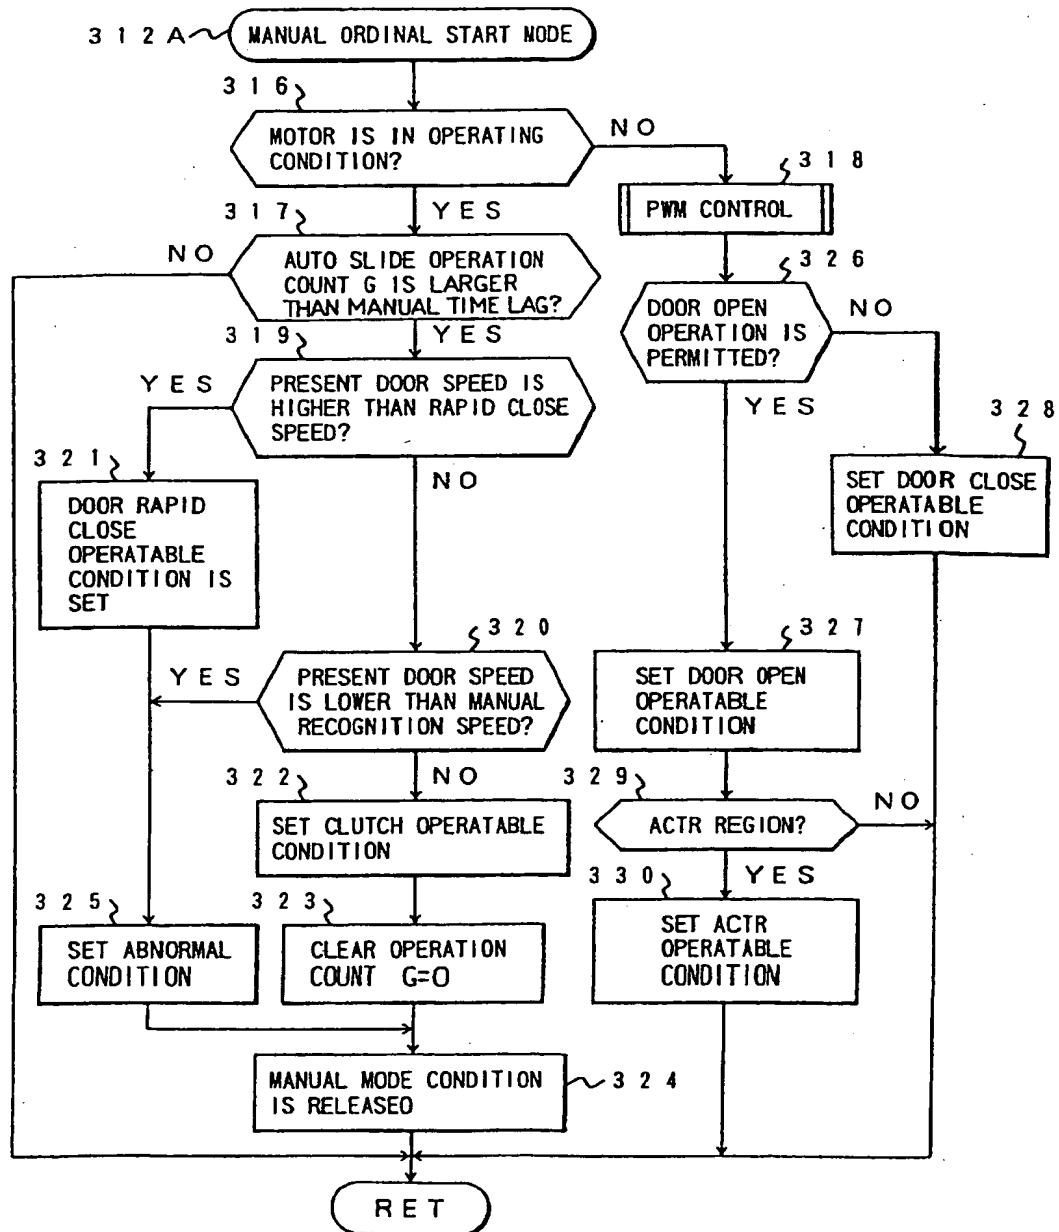 312A
MANUAL ORDINAL START MODE
316
MOTOR IS IN OPERATING
CONDITION?
NO
318
PWM CONTROL
YES
317
NO
AUTO SLIDE OPERATION
COUNT G IS LARGER
THAN MANUAL TIME LAG?
326
DOOR OPEN
OPERATION IS
PERMITTED?
NO
YES
319
YES
PRESENT DOOR SPEED IS
HIGHER THAN RAPID CLOSE
SPEED?
YES
328
SET DOOR CLOSE
OPERATABLE
CONDITION
NO
321
DOOR RAPID
CLOSE
OPERATABLE
CONDITION IS
SET
320
YES
PRESENT DOOR SPEED
IS LOWER THAN MANUAL
RECOGNITION SPEED?
327
SET DOOR OPEN
OPERATABLE
CONDITION
NO
322
SET CLUTCH OPERATABLE
CONDITION
329
ACTR REGION?
NO
YES
330
SET ACTR
OPERATABLE
CONDITION
325
SET ABNORMAL
CONDITION
323
CLEAR OPERATION
COUNT G=0
MANUAL MODE CONDITION
IS RELEASED
324
RET